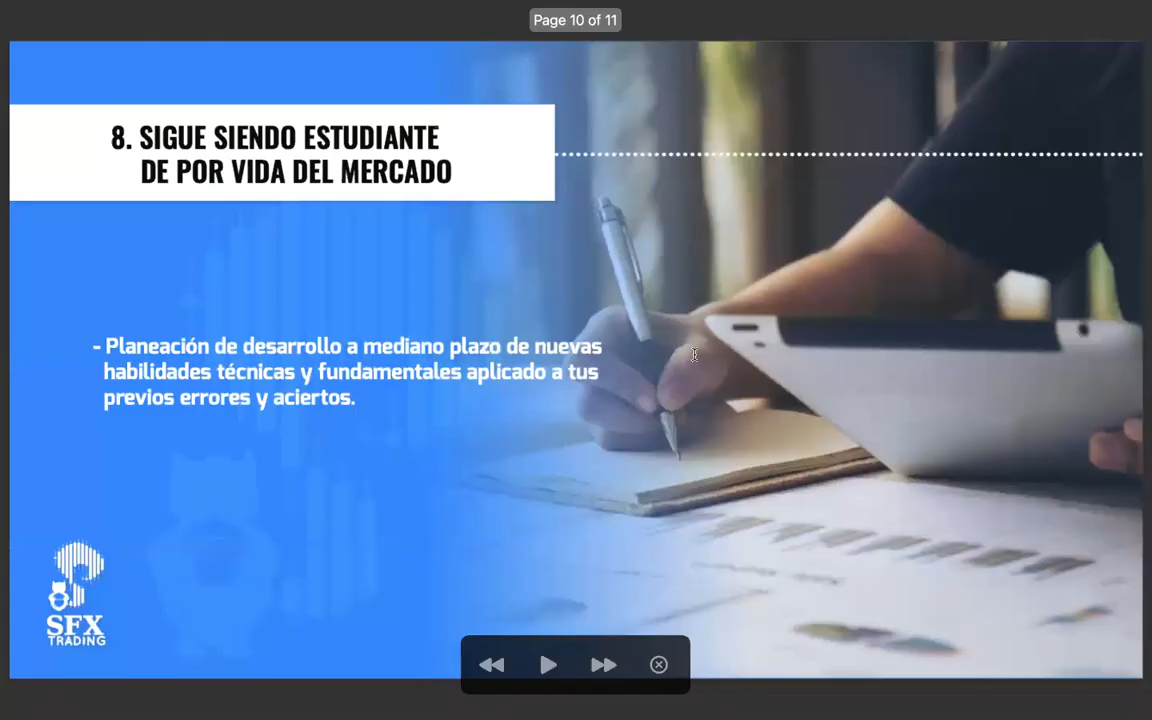 Page 10 of 11
8. SIGUE SIENDO ESTUDIANTE
DE POR VIDA DEL MERCADO
- Planeación de desarrollo a mediano plazo de nuevas
habilidades técnicas y fundamentales aplicado a tus
previos errores y aciertos.
SFX
TRADING